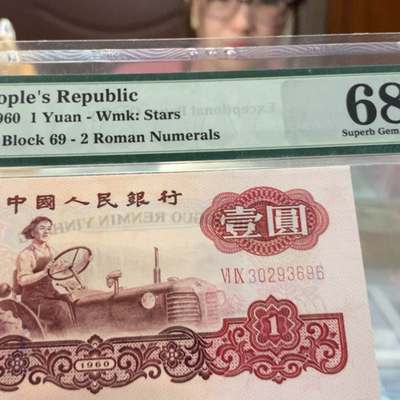 ople's Republic
960 1 Yuan - Wmk: Stars
Block 69 - 2 Roman Numerals
68
Superb Gem
中國人民銀行
壹圓
VI IX 30293696
1
1960